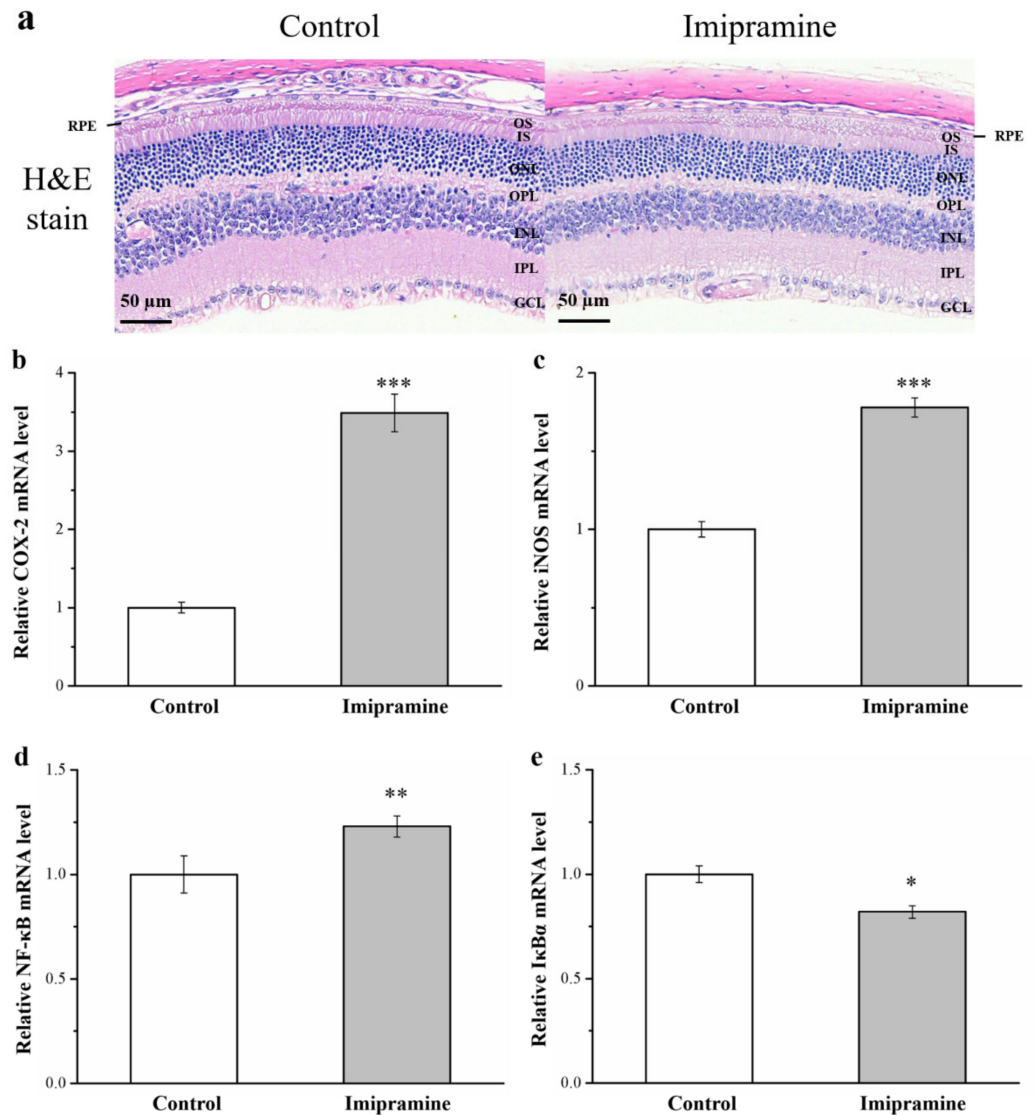 a
Control
Imipramine
H&E
stain
RPE
OS
IS
ONL
OPL
INL
IPL
GCL
50 µm
OS
RPE
IS
ONL
OPL
INL
IPL
GCL
50 µm
b
Relative COX-2 mRNA level
4
3
2
1
0
***
Control
Imipramine
c
Relative iNOS mRNA level
2
1
0
***
Control
Imipramine
d
Relative NF-κB mRNA level
1.5
1.0
0.5
0.0
**
Control
Imipramine
e
Relative IκBα mRNA level
1.5
1.0
0.5
0.0
*
Control
Imipramine